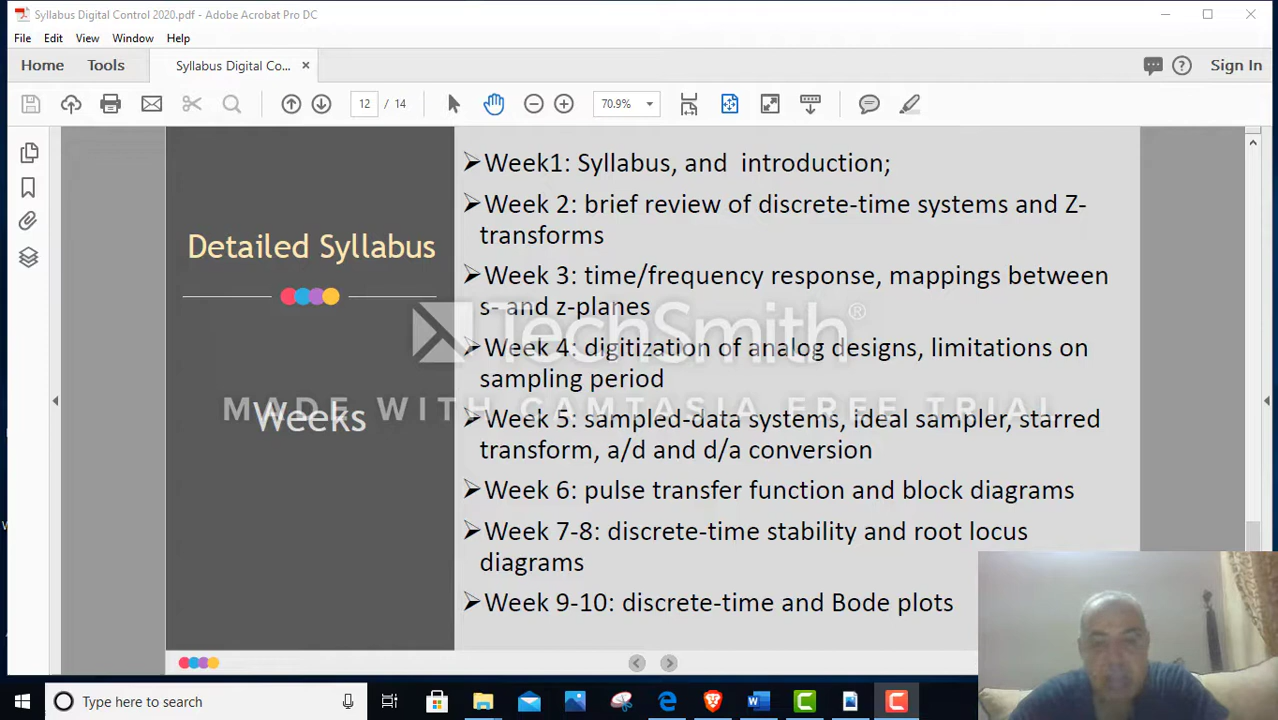 Syllabus Digital Control 2020.pdf - Adobe Acrobat Pro DC
File Edit View Window Help
Home Tools Syllabus Digital Co... × Sign In
12 / 14 70.9%
Detailed Syllabus
Weeks
➢Week1: Syllabus, and introduction;
➢Week 2: brief review of discrete-time systems and Z-
transforms
➢Week 3: time/frequency response, mappings between
s- and z-planes
➢Week 4: digitization of analog designs, limitations on
sampling period
➢Week 5: sampled-data systems, ideal sampler, starred
transform, a/d and d/a conversion
➢Week 6: pulse transfer function and block diagrams
➢Week 7-8: discrete-time stability and root locus
diagrams
➢Week 9-10: discrete-time and Bode plots
TechSmith®
MADE WITH CAMTASIA FREE TRIAL
Type here to search